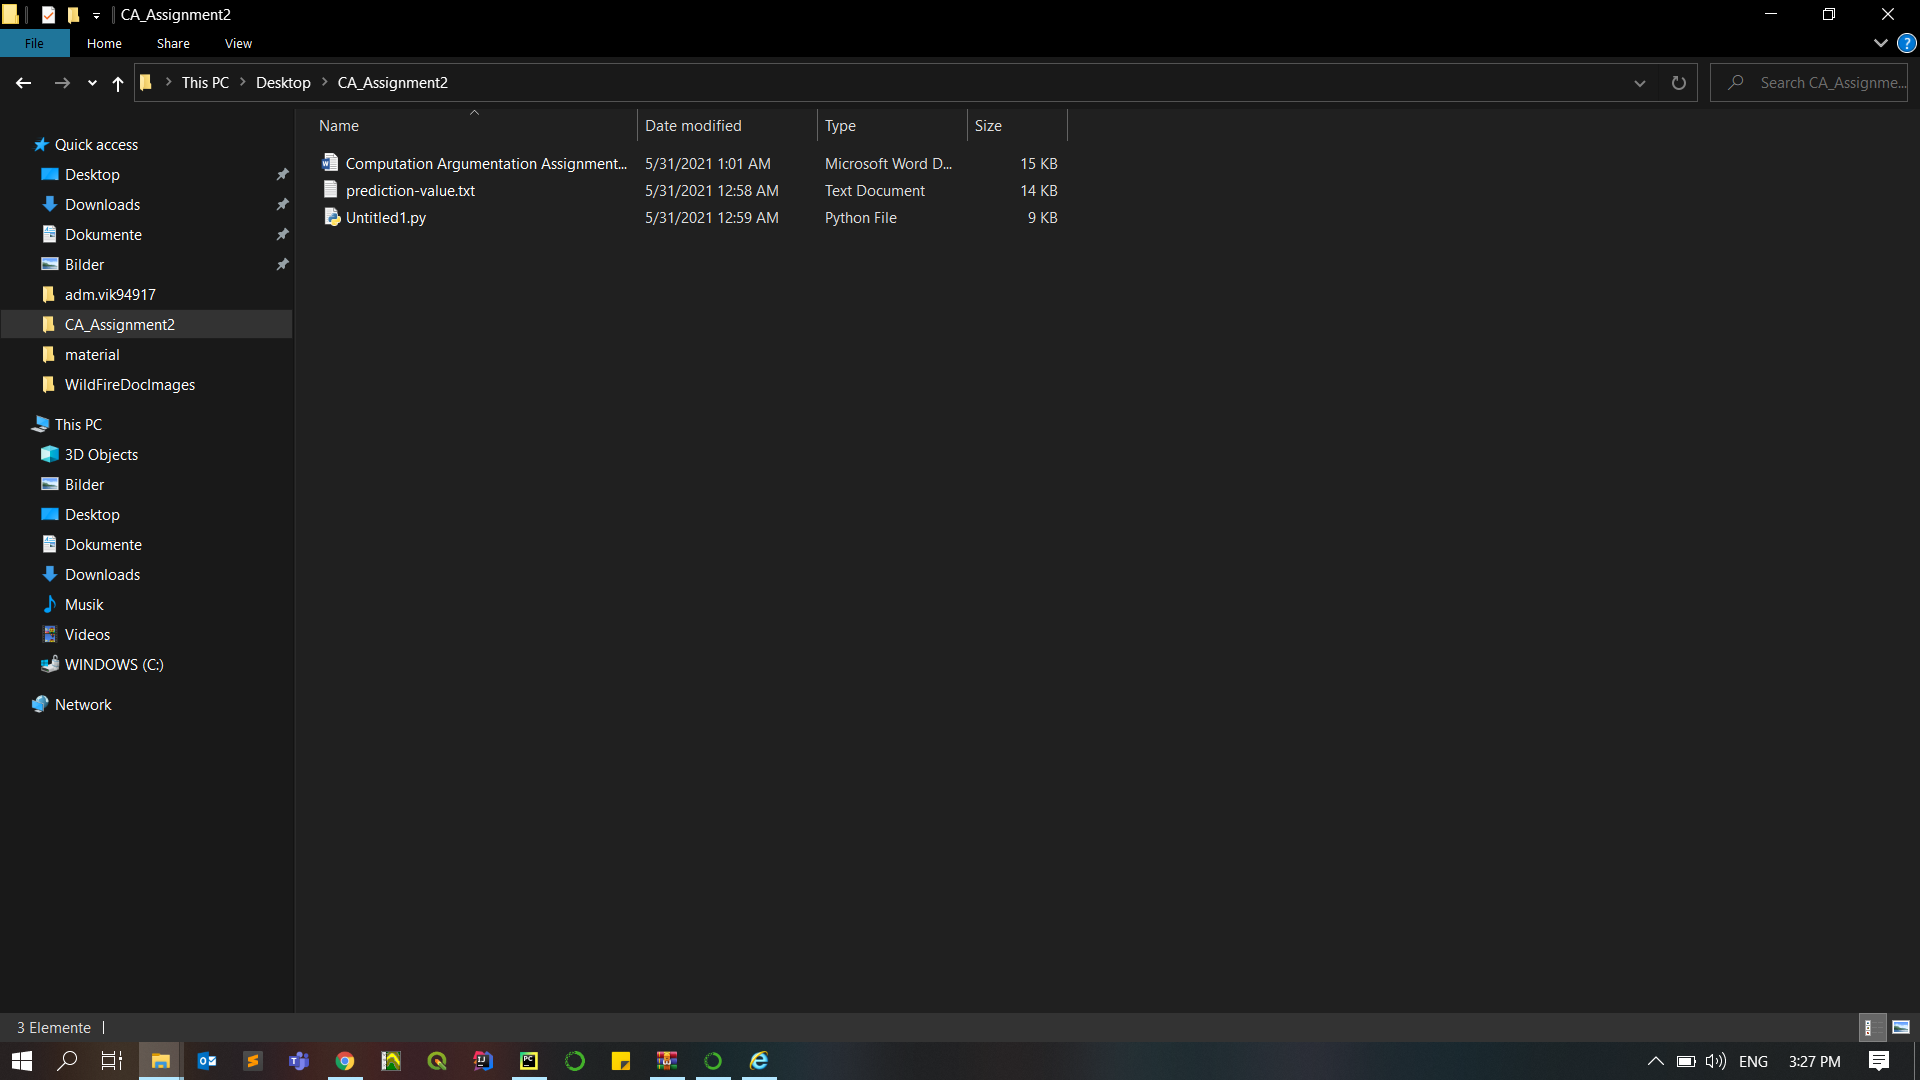 CA_Assignment2
File Home Share View
This PC Desktop CA_Assignment2
Search CA_Assignme...
Name Date modified Type Size
Computation Argumentation Assignment... 5/31/2021 1:01 AM Microsoft Word D... 15 KB
prediction-value.txt 5/31/2021 12:58 AM Text Document 14 KB
Untitled1.py 5/31/2021 12:59 AM Python File 9 KB
Quick access
Desktop
Downloads
Dokumente
Bilder
adm.vik94917
CA_Assignment2
material
WildFireDocImages
This PC
3D Objects
Bilder
Desktop
Dokumente
Downloads
Musik
Videos
WINDOWS (C:)
Network
3 Elemente
ENG 3:27 PM